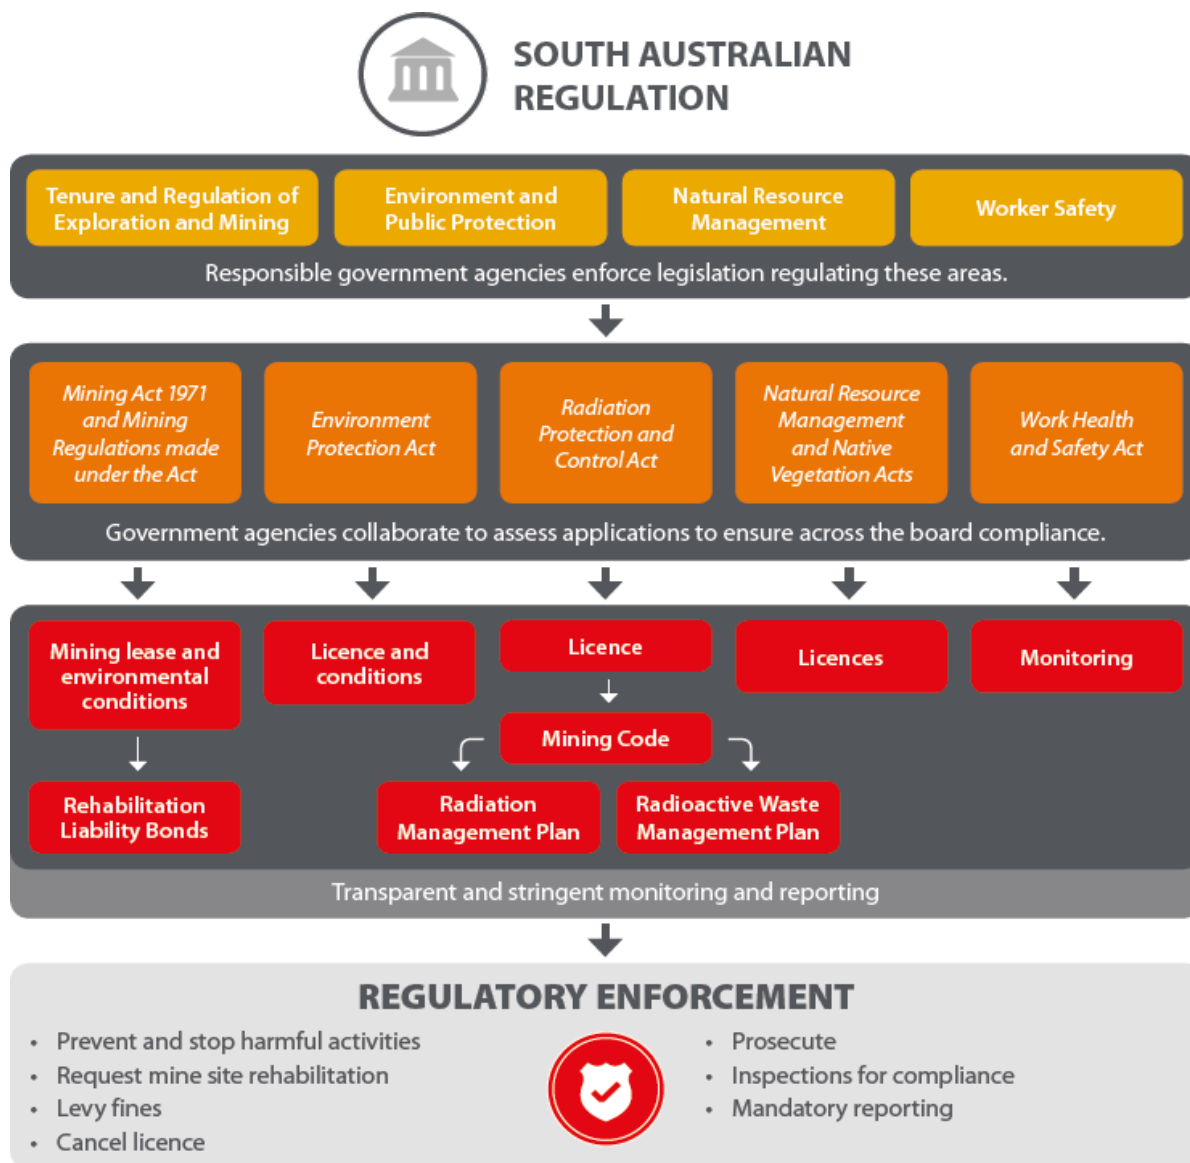 SOUTH AUSTRALIAN
REGULATION
Tenure and Regulation of
Exploration and Mining
Environment and
Public Protection
Natural Resource
Management
Worker Safety
Responsible government agencies enforce legislation regulating these areas.
Mining Act 1971
and Mining
Regulations made
under the Act
Environment
Protection Act
Radiation
Protection and
Control Act
Natural Resource
Management
and Native
Vegetation Acts
Work Health
and Safety Act
Government agencies collaborate to assess applications to ensure across the board compliance.
Mining lease and
environmental
conditions
Licence and
conditions
Licence
Licences
Monitoring
Mining Code
Rehabilitation
Liability Bonds
Radiation
Management Plan
Radioactive Waste
Management Plan
Transparent and stringent monitoring and reporting
REGULATORY ENFORCEMENT
• Prevent and stop harmful activities
• Request mine site rehabilitation
• Levy fines
• Cancel licence
• Prosecute
• Inspections for compliance
• Mandatory reporting